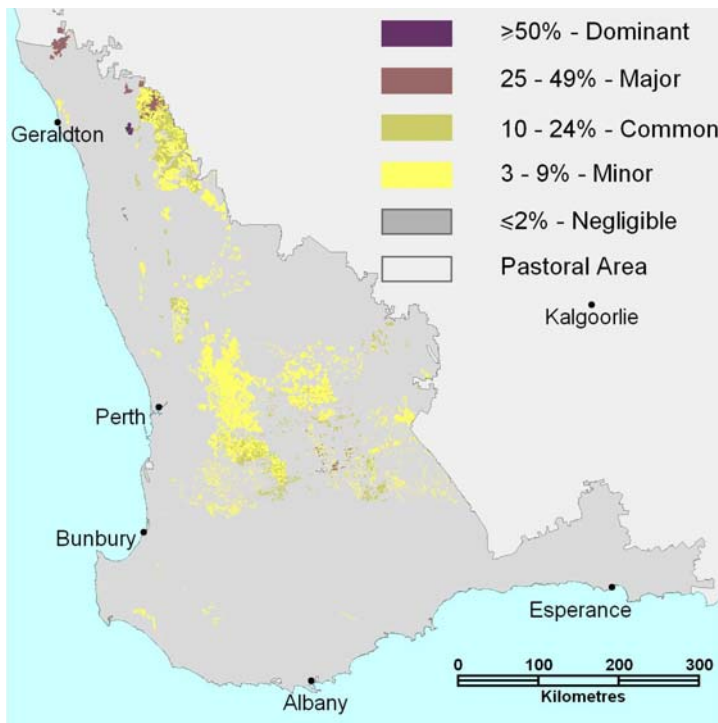 ⩾50% - Dominant
25 - 49% - Major
10 - 24% - Common
3 - 9% - Minor
⩽2% - Negligible
Pastoral Area
Geraldton
Kalgoorlie
Perth
Bunbury
Esperance
Albany
0 100 200 300
Kilometres